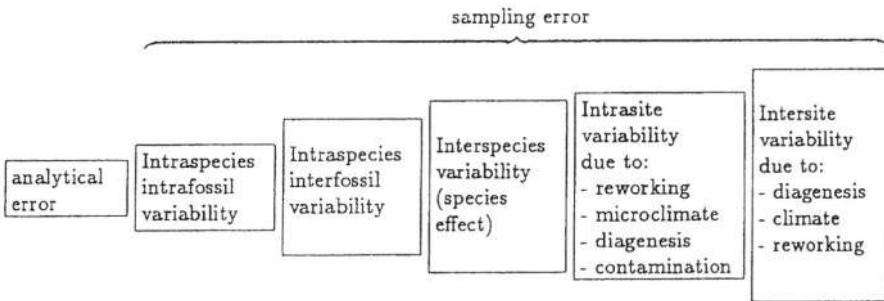 sampling error
analytical
error
Intraspecies
intrafossil
variability
Intraspecies
interfossil
variability
Interspecies
variability
(species
effect)
Intrasite
variability
due to:
- reworking
- microclimate
- diagenesis
- contamination
Intersite
variability
due to:
- diagenesis
- climate
- reworking